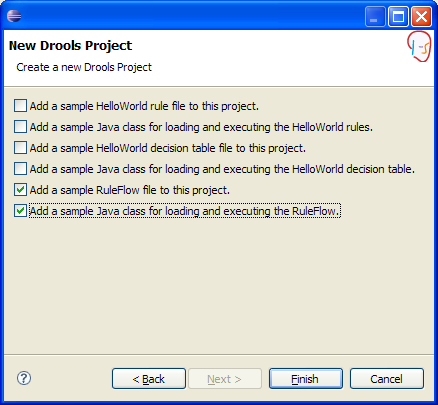 New Drools Project
Create a new Drools Project
Add a sample HelloWorld rule file to this project.
Add a sample Java class for loading and executing the HelloWorld rules.
Add a sample HelloWorld decision table file to this project.
Add a sample Java class for loading and executing the HelloWorld decision table.
Add a sample RuleFlow file to this project.
Add a sample Java class for loading and executing the RuleFlow.
? < Back Next > Finish Cancel